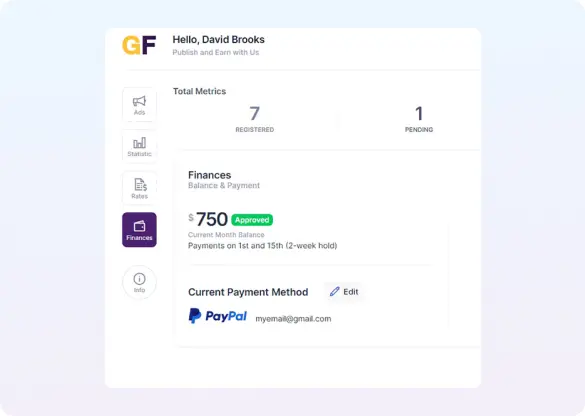 GF
Hello, David Brooks
Publish and Earn with Us
Total Metrics
7
REGISTERED
1
PENDING
Ads
Statistic
Rates
Finances
Info
Finances
Balance & Payment
$ 750 Approved
Current Month Balance
Payments on 1st and 15th (2-week hold)
Current Payment Method Edit
PayPal myemail@gmail.com